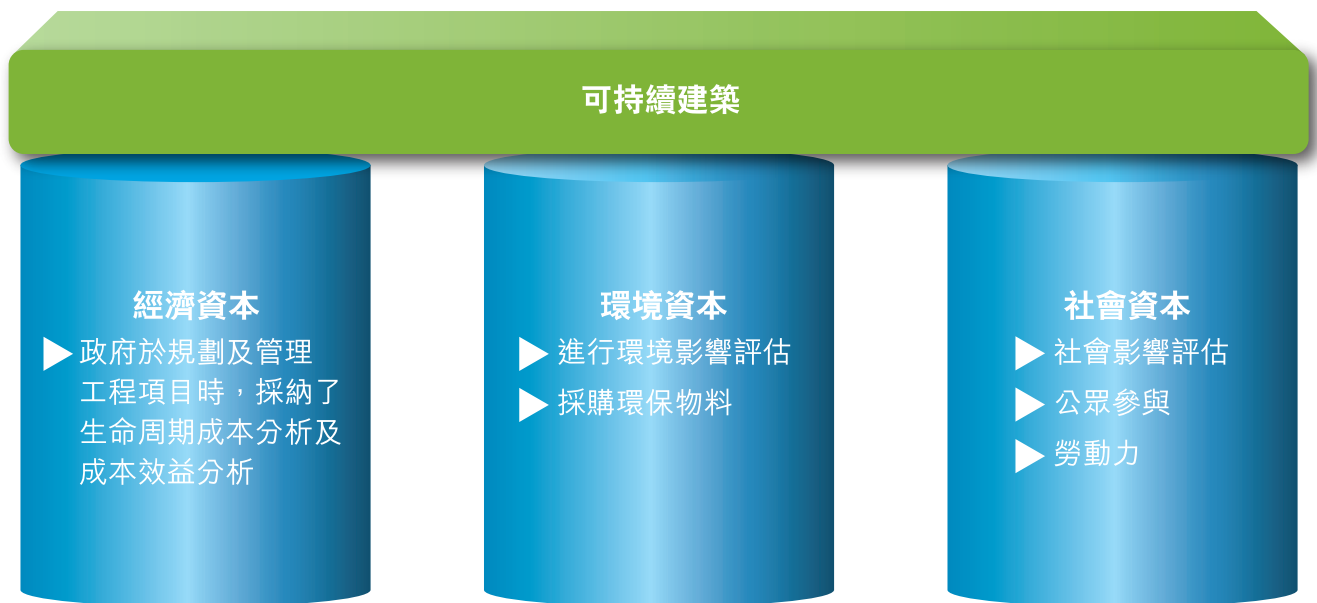 可持續建築
經濟資本
政府於規劃及管理
工程項目時，採納了
生命周期成本分析及
成本效益分析
環境資本
進行環境影響評估
採購環保物料
社會資本
社會影響評估
公眾參與
勞動力